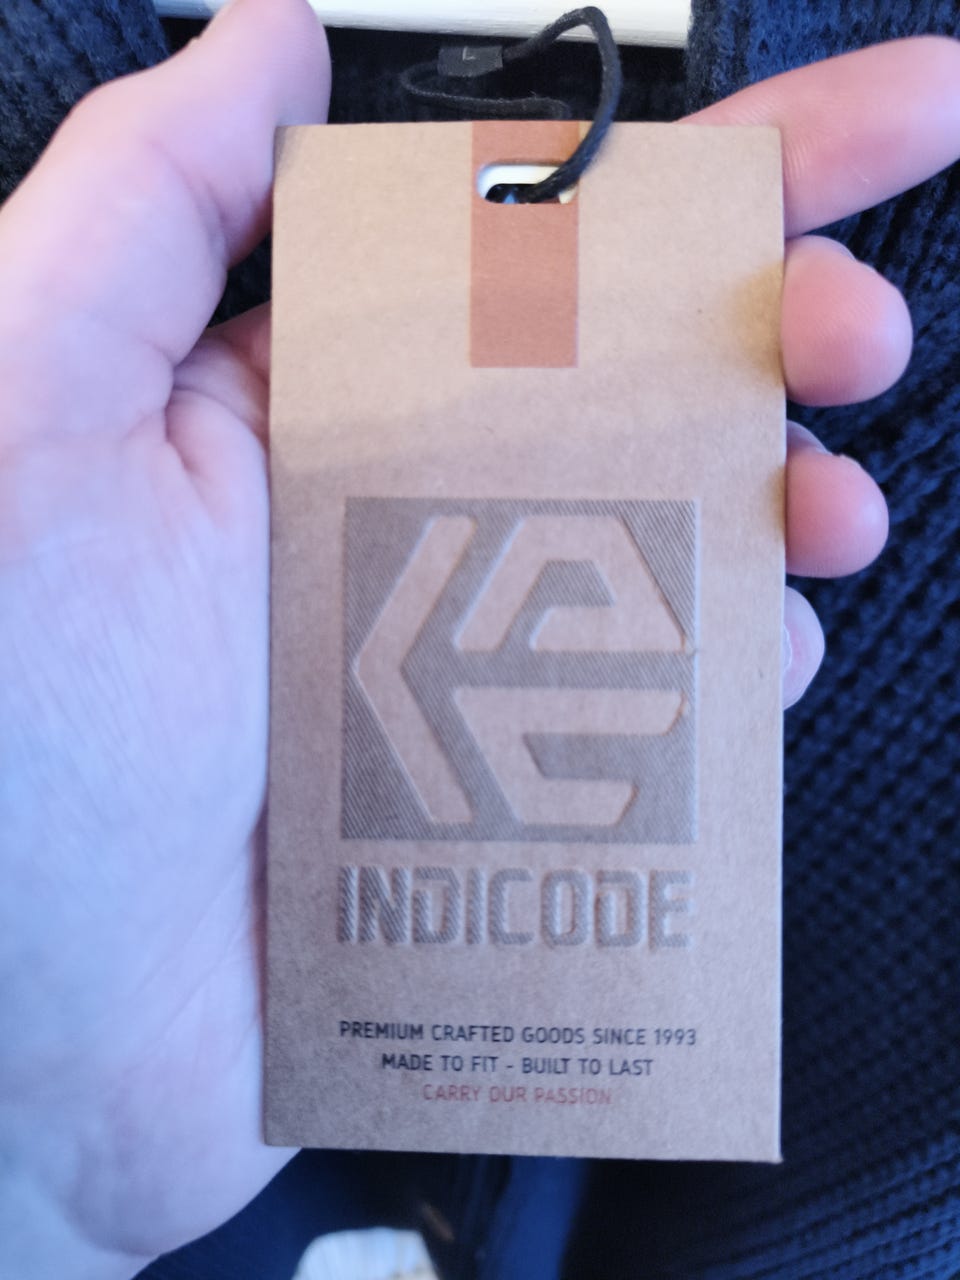 L
INDICODE
PREMIUM CRAFTED GOODS SINCE 1993
MADE TO FIT - BUILT TO LAST
CARRY OUR PASSION